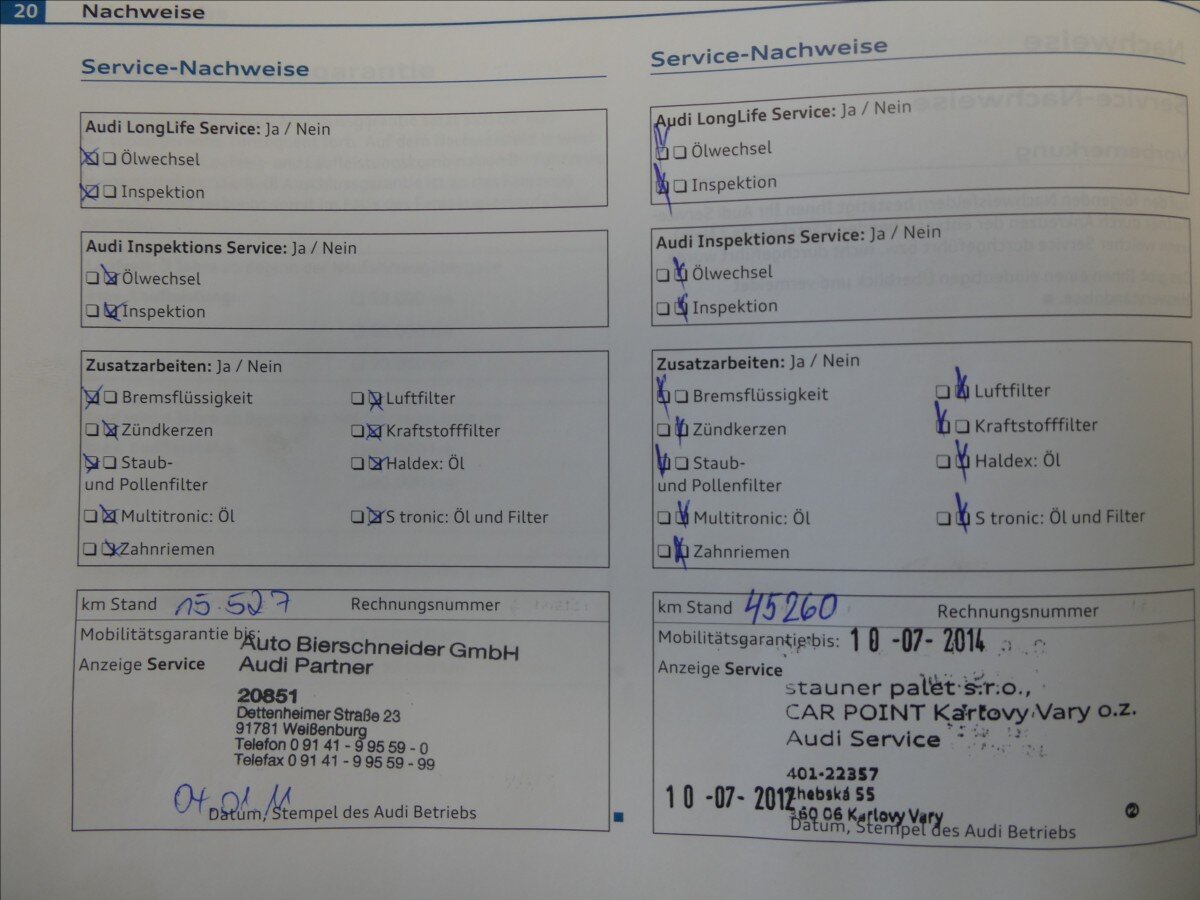 20 Nachweise
Service-Nachweise
Audi LongLife Service: Ja / Nein
Ölwechsel
Inspektion
Audi Inspektions Service: Ja / Nein
Ölwechsel
Inspektion
Zusatzarbeiten: Ja / Nein
Bremsflüssigkeit Luftfilter
Zündkerzen Kraftstofffilter
Staub- Haldex: Öl
und Pollenfilter
Multitronic: Öl S tronic: Öl und Filter
Zahnriemen
km Stand 15.527 Rechnungsnummer
Mobilitätsgarantie bis:
Auto Bierschneider GmbH
Anzeige Service Audi Partner
20851
Dettenheimer Straße 23
91781 Weißenburg
Telefon 0 91 41 - 9 95 59 - 0
Telefax 0 91 41 - 9 95 59 - 99
04.01.11
Datum, Stempel des Audi Betriebs
Service-Nachweise
Audi LongLife Service: Ja / Nein
Ölwechsel
Inspektion
Audi Inspektions Service: Ja / Nein
Ölwechsel
Inspektion
Zusatzarbeiten: Ja / Nein
Bremsflüssigkeit Luftfilter
Zündkerzen Kraftstofffilter
Staub- Haldex: Öl
und Pollenfilter
Multitronic: Öl S tronic: Öl und Filter
Zahnriemen
km Stand 45260 Rechnungsnummer
Mobilitätsgarantie bis: 10 -07- 2014
Anzeige Service
stauner palet s.r.o.,
CAR POINT Karlovy Vary o.z.
Audi Service
401-22357
10 -07- 2012 Chebská 55
360 06 Karlovy Vary
2
Datum, Stempel des Audi Betriebs